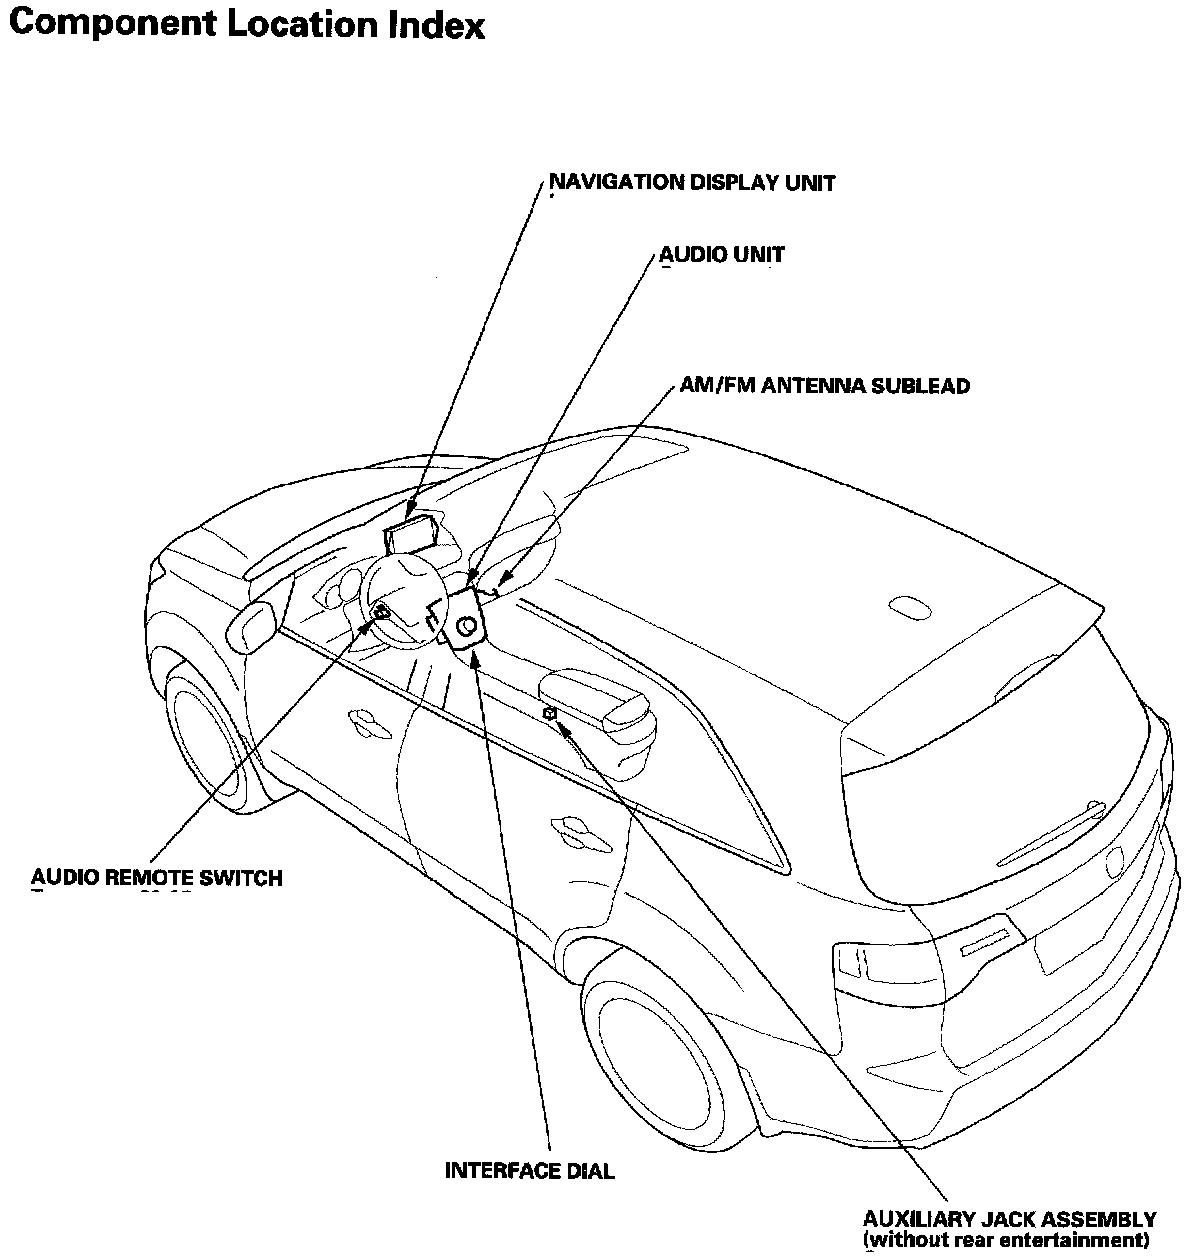 Component Location Index
NAVIGATION DISPLAY UNIT
AUDIO UNIT
AM/FM ANTENNA SUBLEAD
AUDIO REMOTE SWITCH
INTERFACE DIAL
AUXILIARY JACK ASSEMBLY
(without rear entertainment)